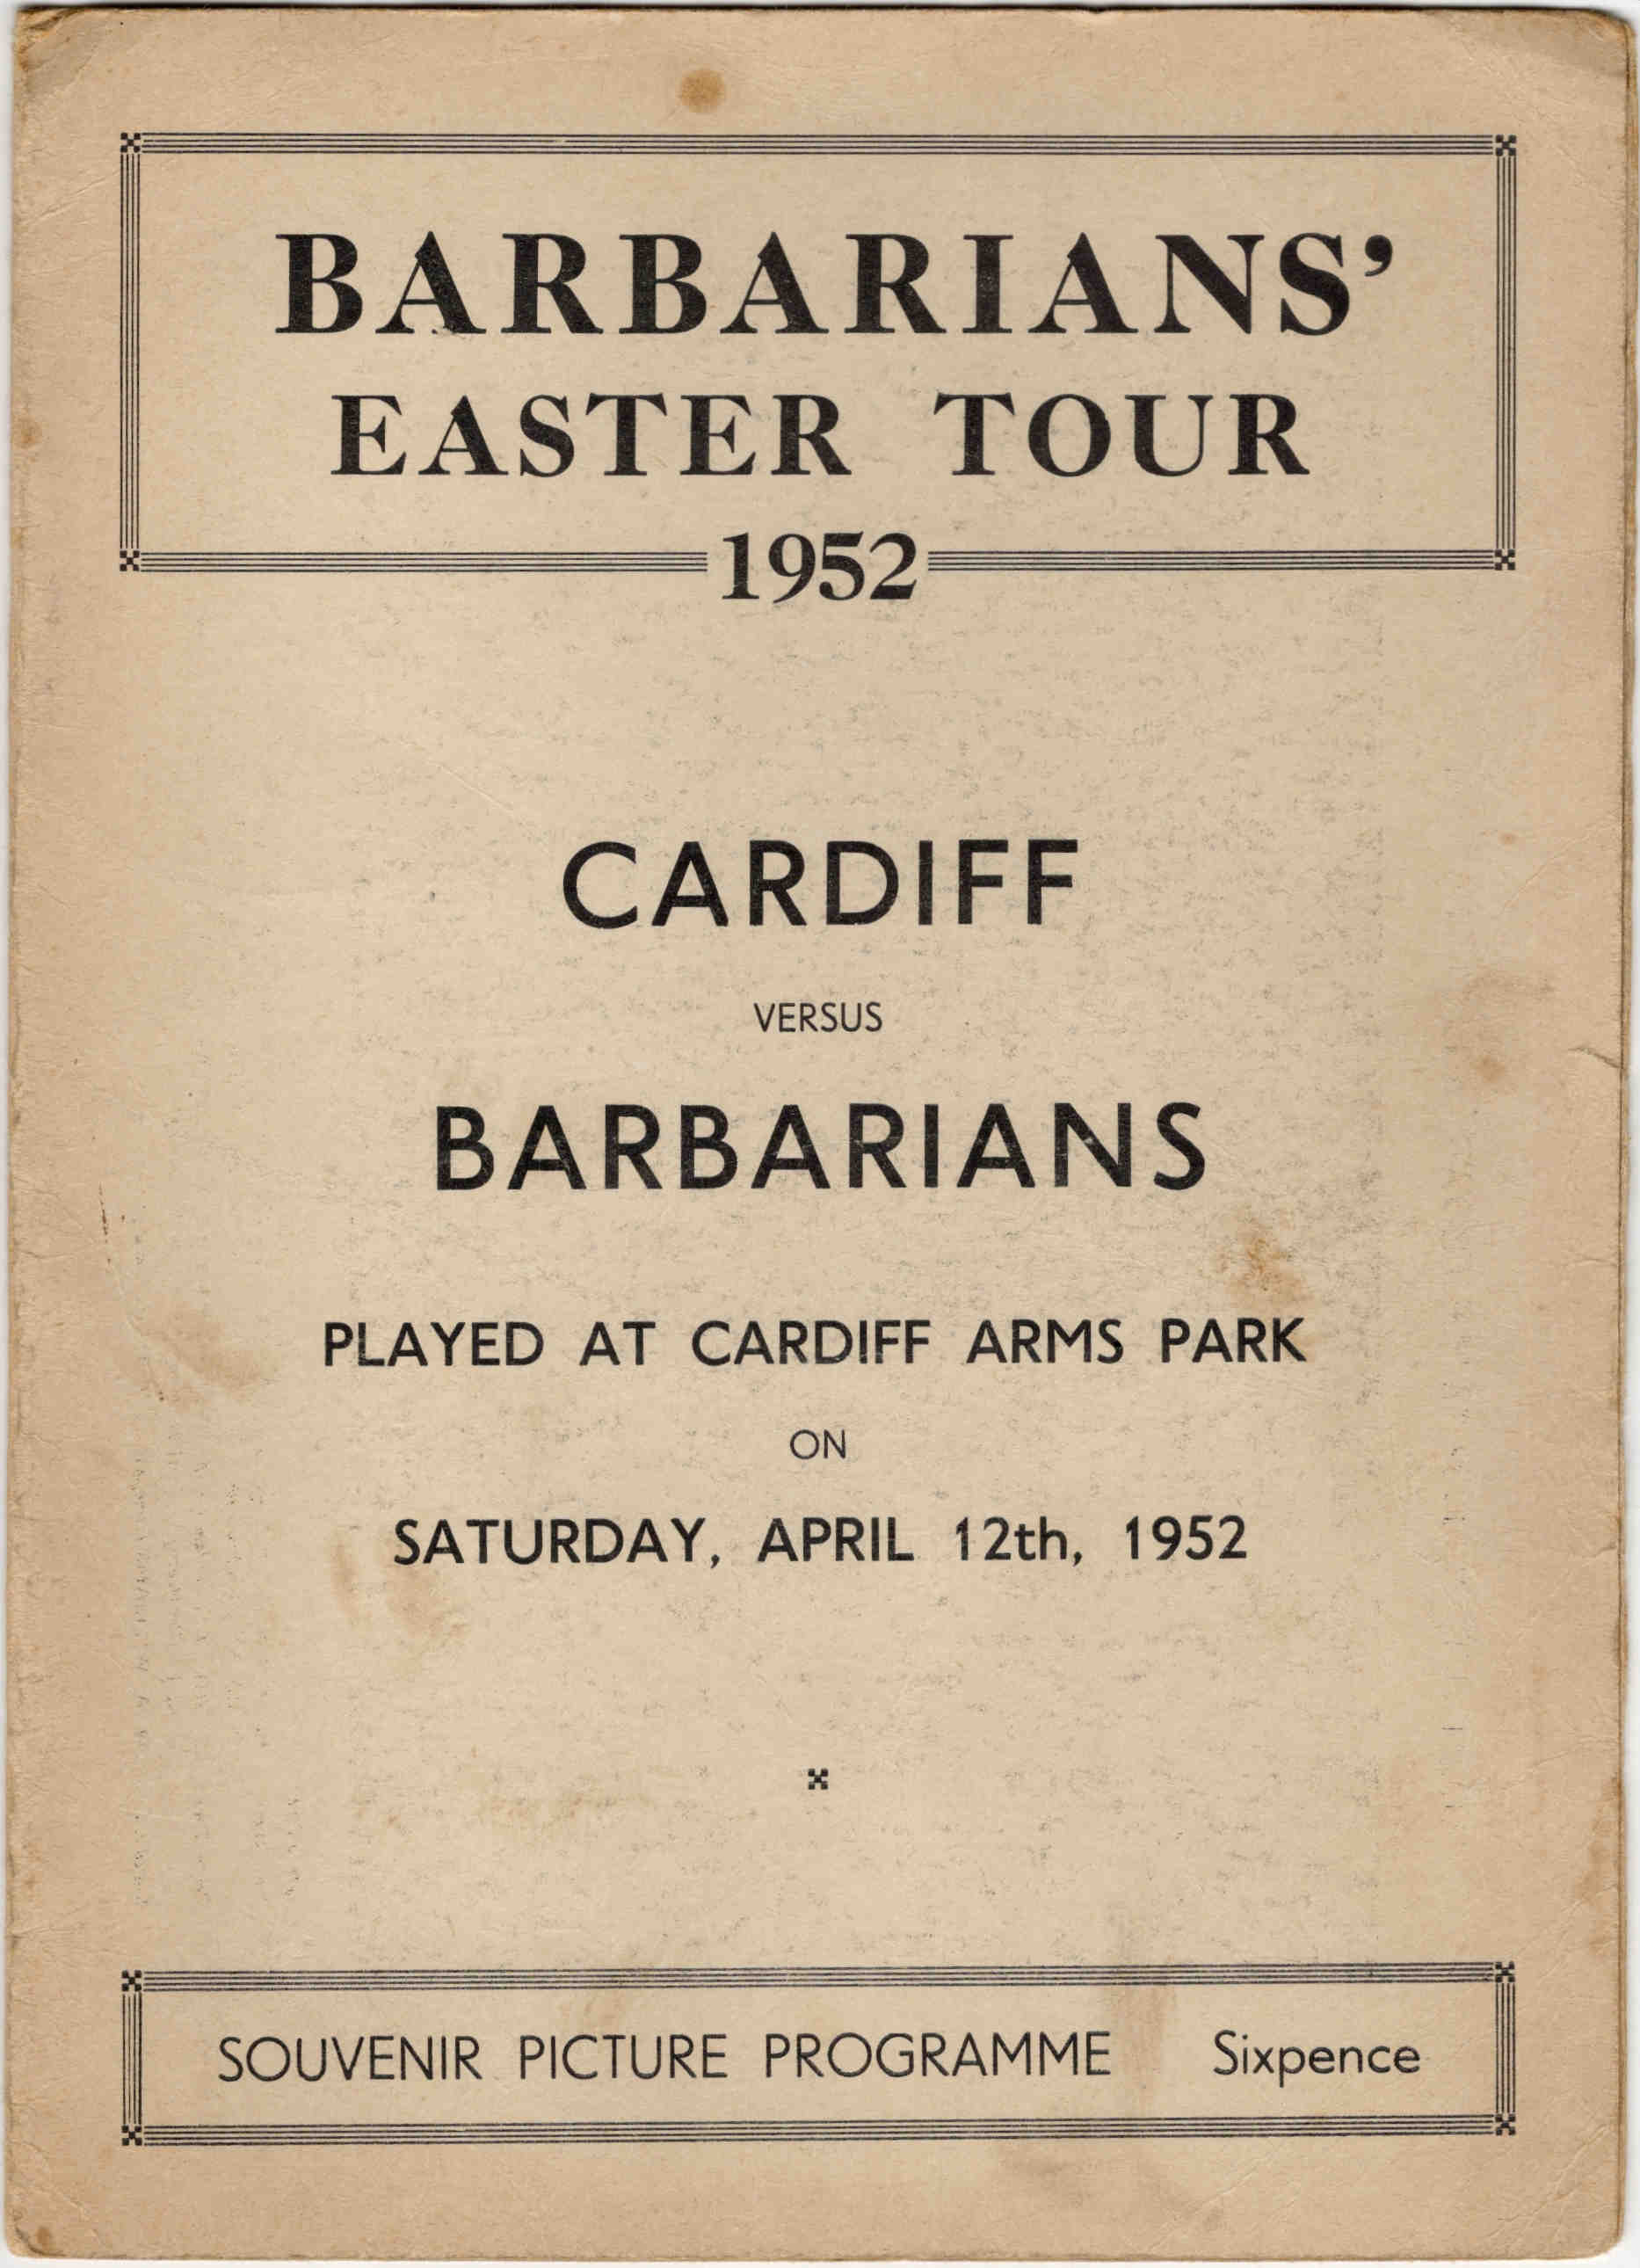 BARBARIANS’
EASTER TOUR
1952
CARDIFF
VERSUS
BARBARIANS
PLAYED AT CARDIFF ARMS PARK
ON
SATURDAY, APRIL 12th, 1952
SOUVENIR PICTURE PROGRAMME Sixpence